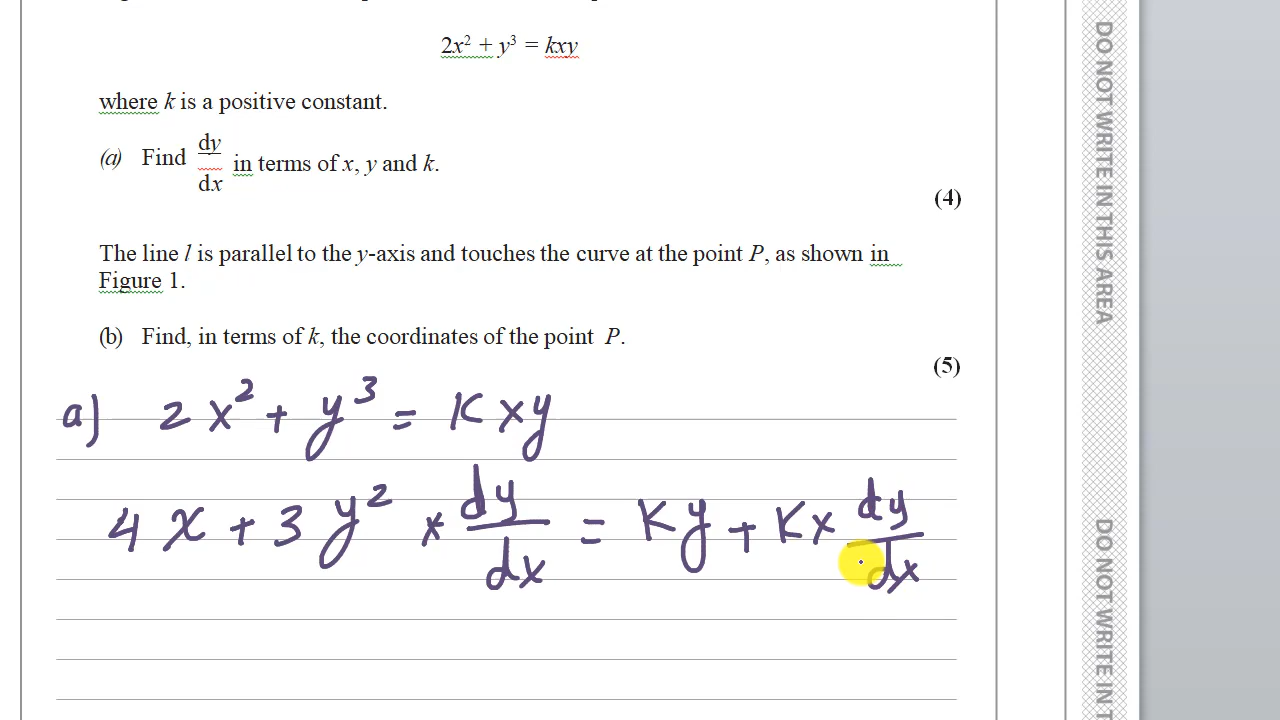 2x² + y³ = kxy
where k is a positive constant.
(a) Find dy/dx in terms of x, y and k.
(4)
The line l is parallel to the y-axis and touches the curve at the point P, as shown in
Figure 1.
(b) Find, in terms of k, the coordinates of the point P.
(5)
a) 2x² + y³ = kxy
4x + 3y² × dy/dx = ky + kx dy/dx
DO NOT WRITE IN THIS AREA
DO NOT WRITE IN T